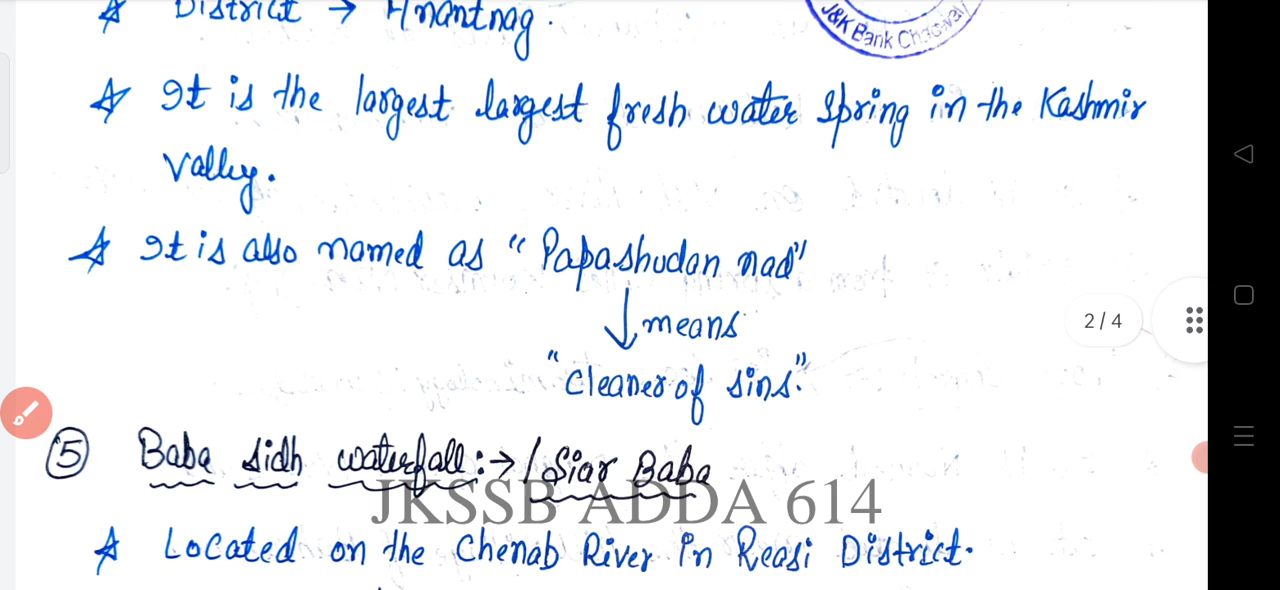 ☆ District → Anantnag.
J&K Bank Chaowal
☆ It is the largest largest fresh water spring in the Kashmir
Valley.
☆ It is also named as "Papashudan nad"
↓ means
"Cleaner of sins."
2/4
⑤ Baba sidh waterfall:→ / Siar Baba
JKSSB ADDA 614
☆ Located on the Chenab River in Reasi District.